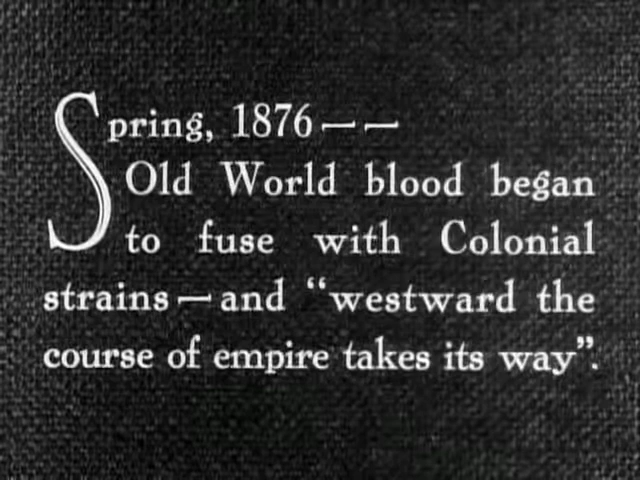 Spring, 1876——
Old World blood began
to fuse with Colonial
strains—and “westward the
course of empire takes its way”.